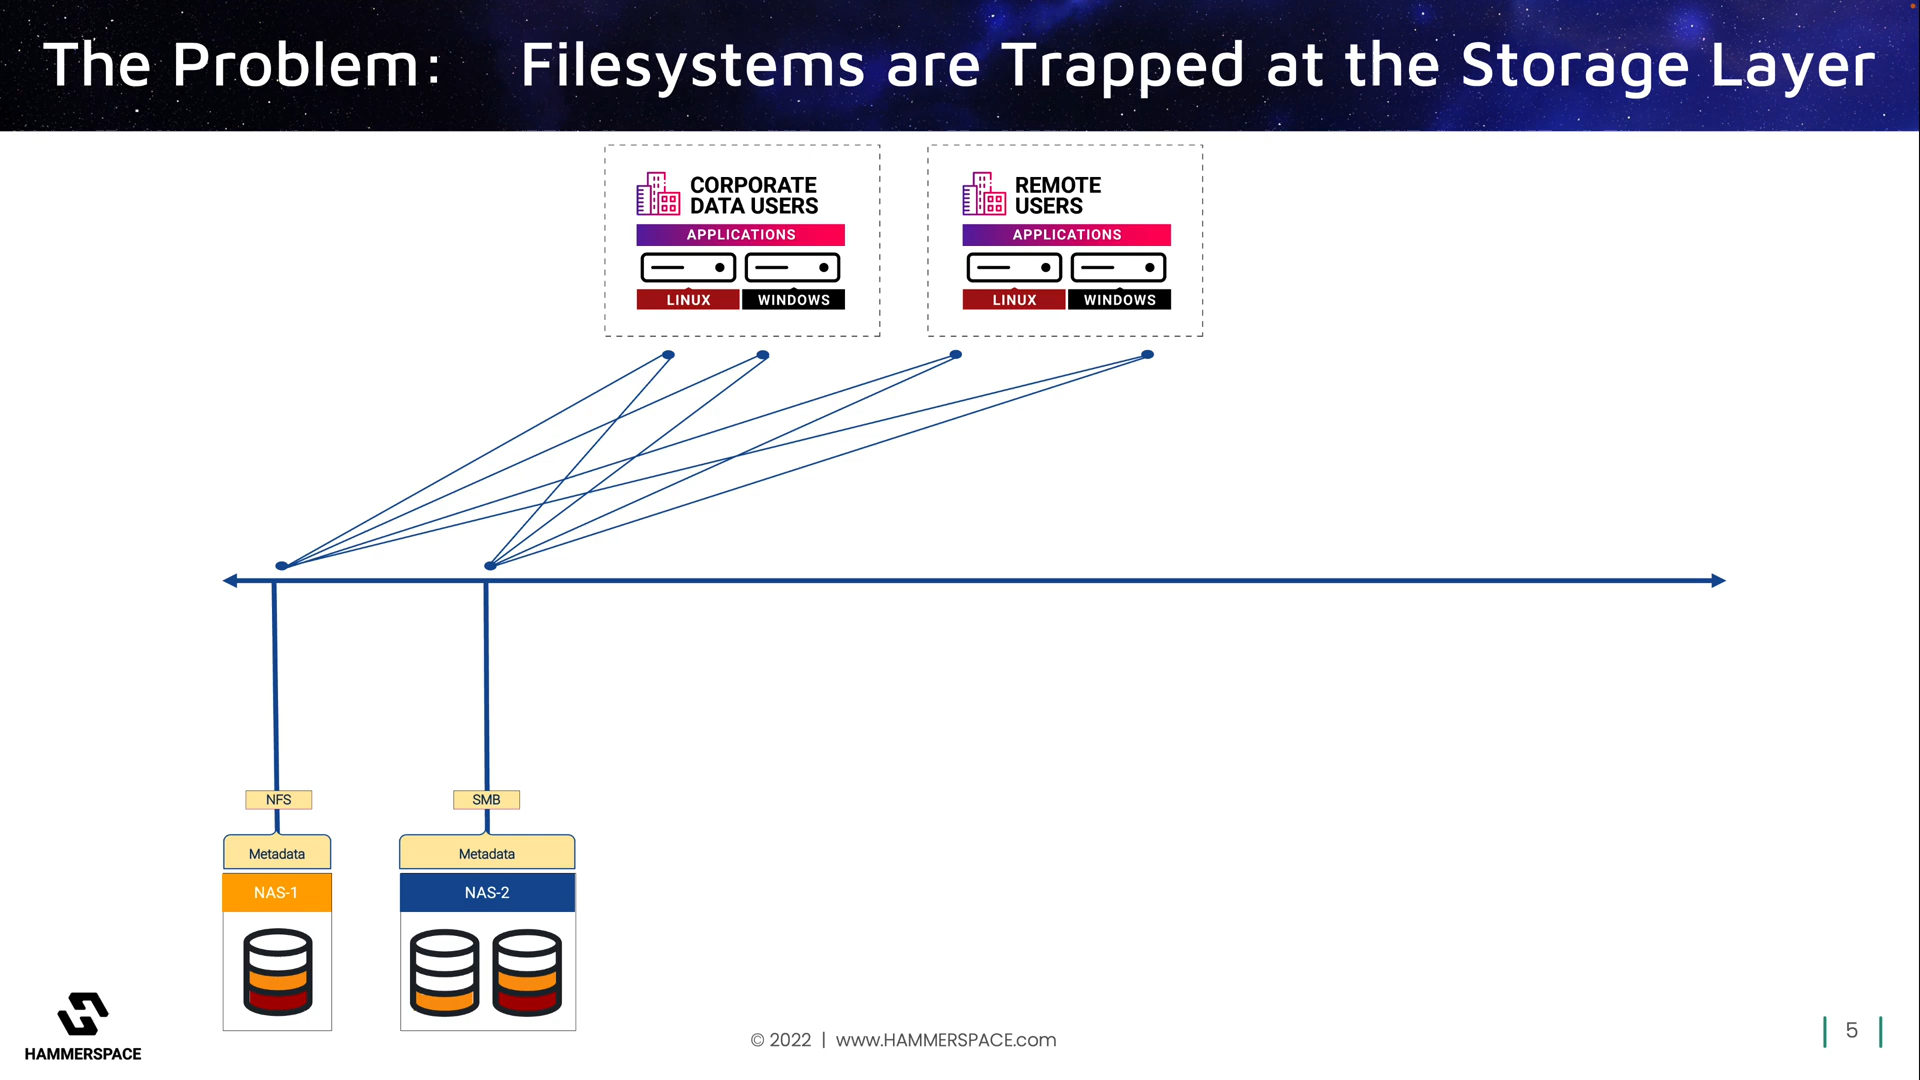 The Problem: Filesystems are Trapped at the Storage Layer
CORPORATE
DATA USERS
APPLICATIONS
LINUX WINDOWS
REMOTE
USERS
APPLICATIONS
LINUX WINDOWS
NFS
SMB
Metadata
Metadata
NAS-1
NAS-2
HAMMERSPACE
© 2022 | www.HAMMERSPACE.com
| 5 |